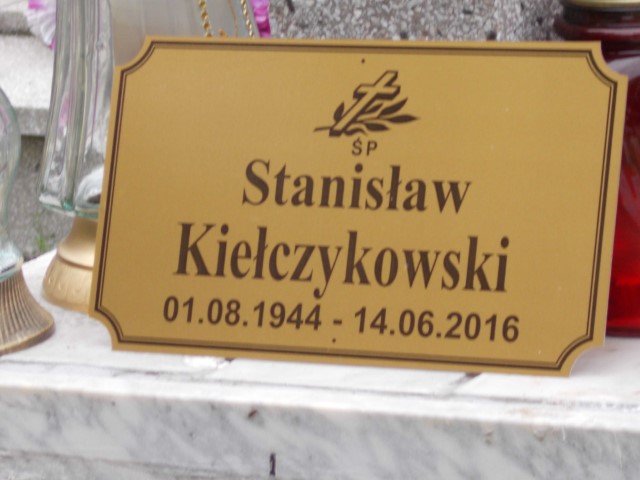 ŚP
Stanisław
Kiełczykowski
01.08.1944 - 14.06.2016